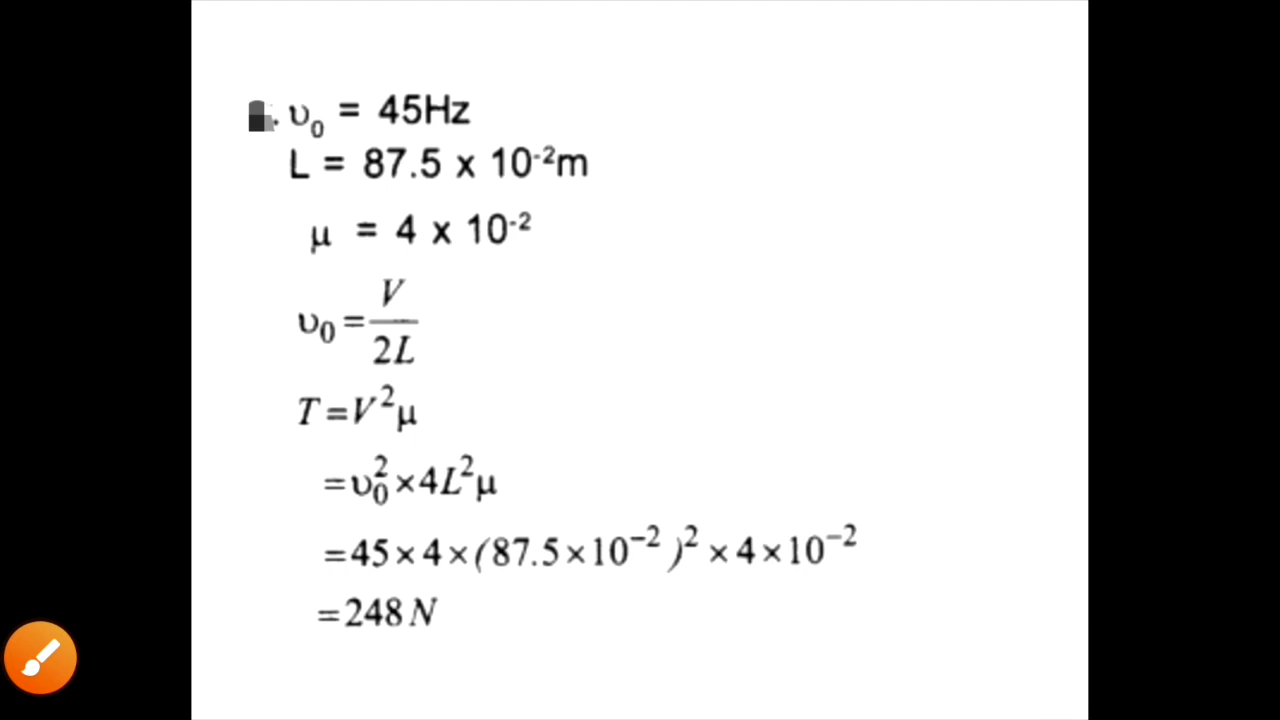 . υ₀ = 45Hz
L = 87.5 x 10⁻²m
μ = 4 x 10⁻²
υ₀ = V/2L
T = V²μ
= υ₀² × 4L²μ
= 45 × 4 × (87.5 × 10⁻² )² × 4 × 10⁻²
= 248 N